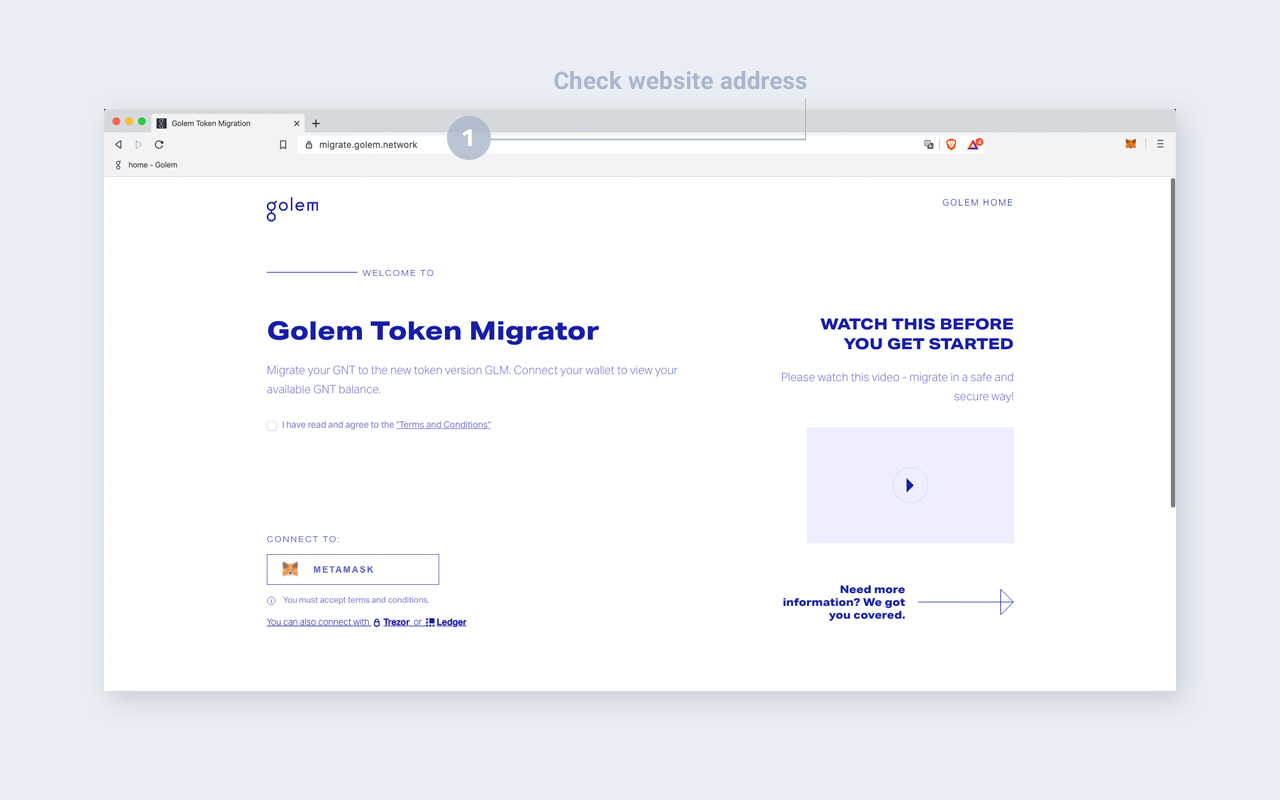 Check website address
Golem Token Migration
1
migrate.golem.network
4
home - Golem
golem
GOLEM HOME
WELCOME TO
Golem Token Migrator
Migrate your GNT to the new token version GLM. Connect your wallet to view your
available GNT balance.
I have read and agree to the "Terms and Conditions"
CONNECT TO:
METAMASK
You must accept terms and conditions.
You can also connect with Trezor or Ledger
WATCH THIS BEFORE
YOU GET STARTED
Please watch this video - migrate in a safe and
secure way!
Need more
information? We got
you covered.